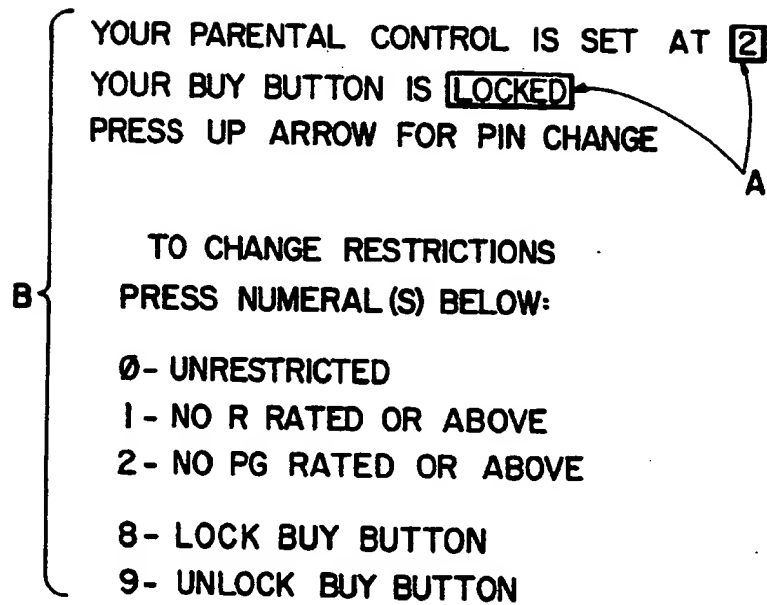 YOUR PARENTAL CONTROL IS SET AT 2
YOUR BUY BUTTON IS LOCKED
PRESS UP ARROW FOR PIN CHANGE
A
TO CHANGE RESTRICTIONS
B
PRESS NUMERAL(S) BELOW:
0- UNRESTRICTED
1- NO R RATED OR ABOVE
2- NO PG RATED OR ABOVE
8- LOCK BUY BUTTON
9- UNLOCK BUY BUTTON